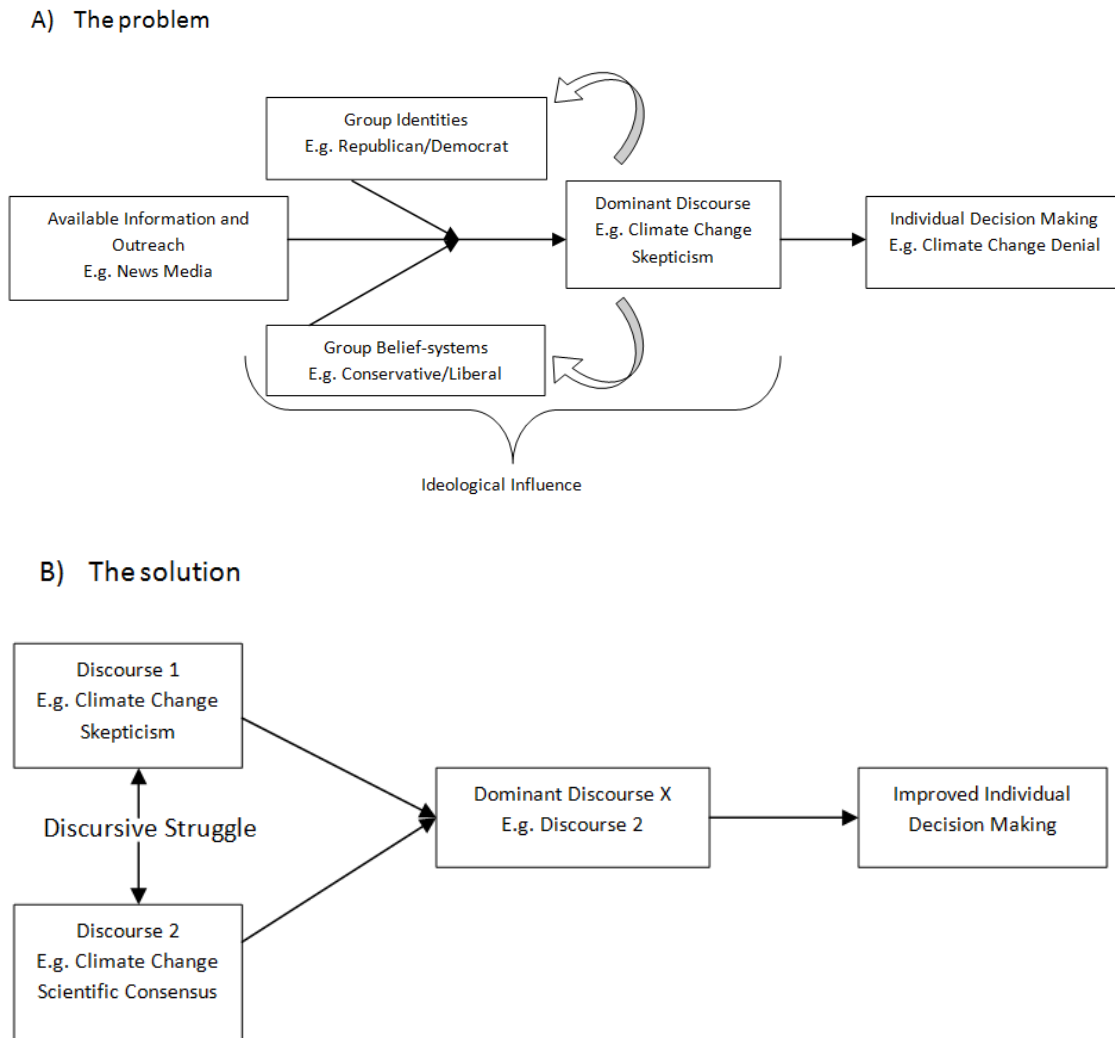 A) The problem
Group Identities
E.g. Republican/Democrat
Available Information and
Outreach
E.g. News Media
Dominant Discourse
E.g. Climate Change
Skepticism
Individual Decision Making
E.g. Climate Change Denial
Group Belief-systems
E.g. Conservative/Liberal
Ideological Influence
B) The solution
Discourse 1
E.g. Climate Change
Skepticism
Discursive Struggle
Discourse 2
E.g. Climate Change
Scientific Consensus
Dominant Discourse X
E.g. Discourse 2
Improved Individual
Decision Making